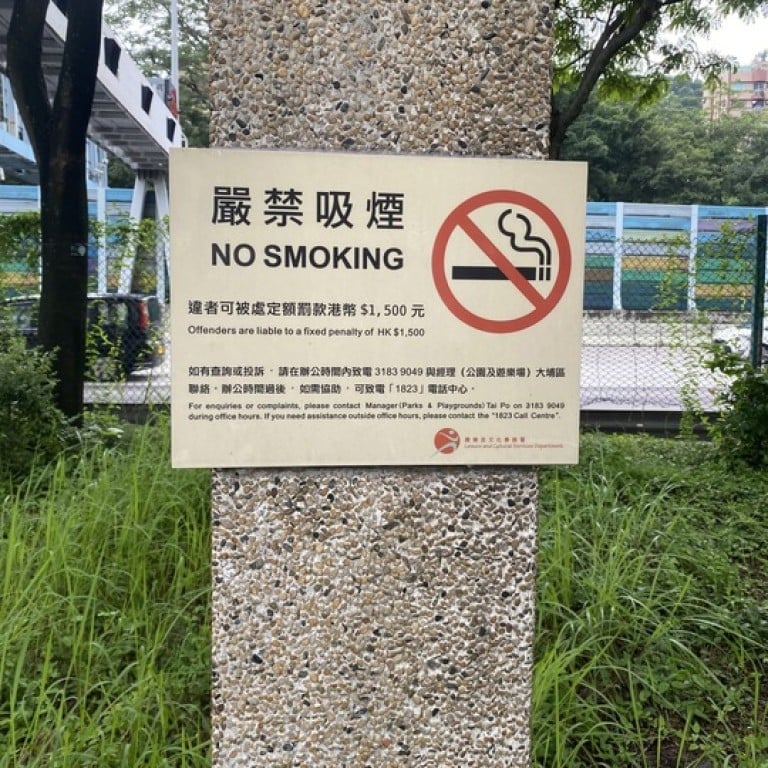 嚴禁吸煙
NO SMOKING
違者可被處定額罰款港幣 $1,500 元
Offenders are liable to a fixed penalty of HK $1,500
如有查詢或投訴，請在辦公時間內致電 3183 9049 與經理（公園及遊樂場）大埔區
聯絡。辦公時間過後，如需協助，可致電「1823」電話中心。
For enquiries or complaints, please contact Manager (Parks & Playgrounds) Tai Po on 3183 9049
during office hours. If you need assistance outside office hours, please contact the "1823 Call Centre".
康樂及文化事務署
Leisure and Cultural Services Department